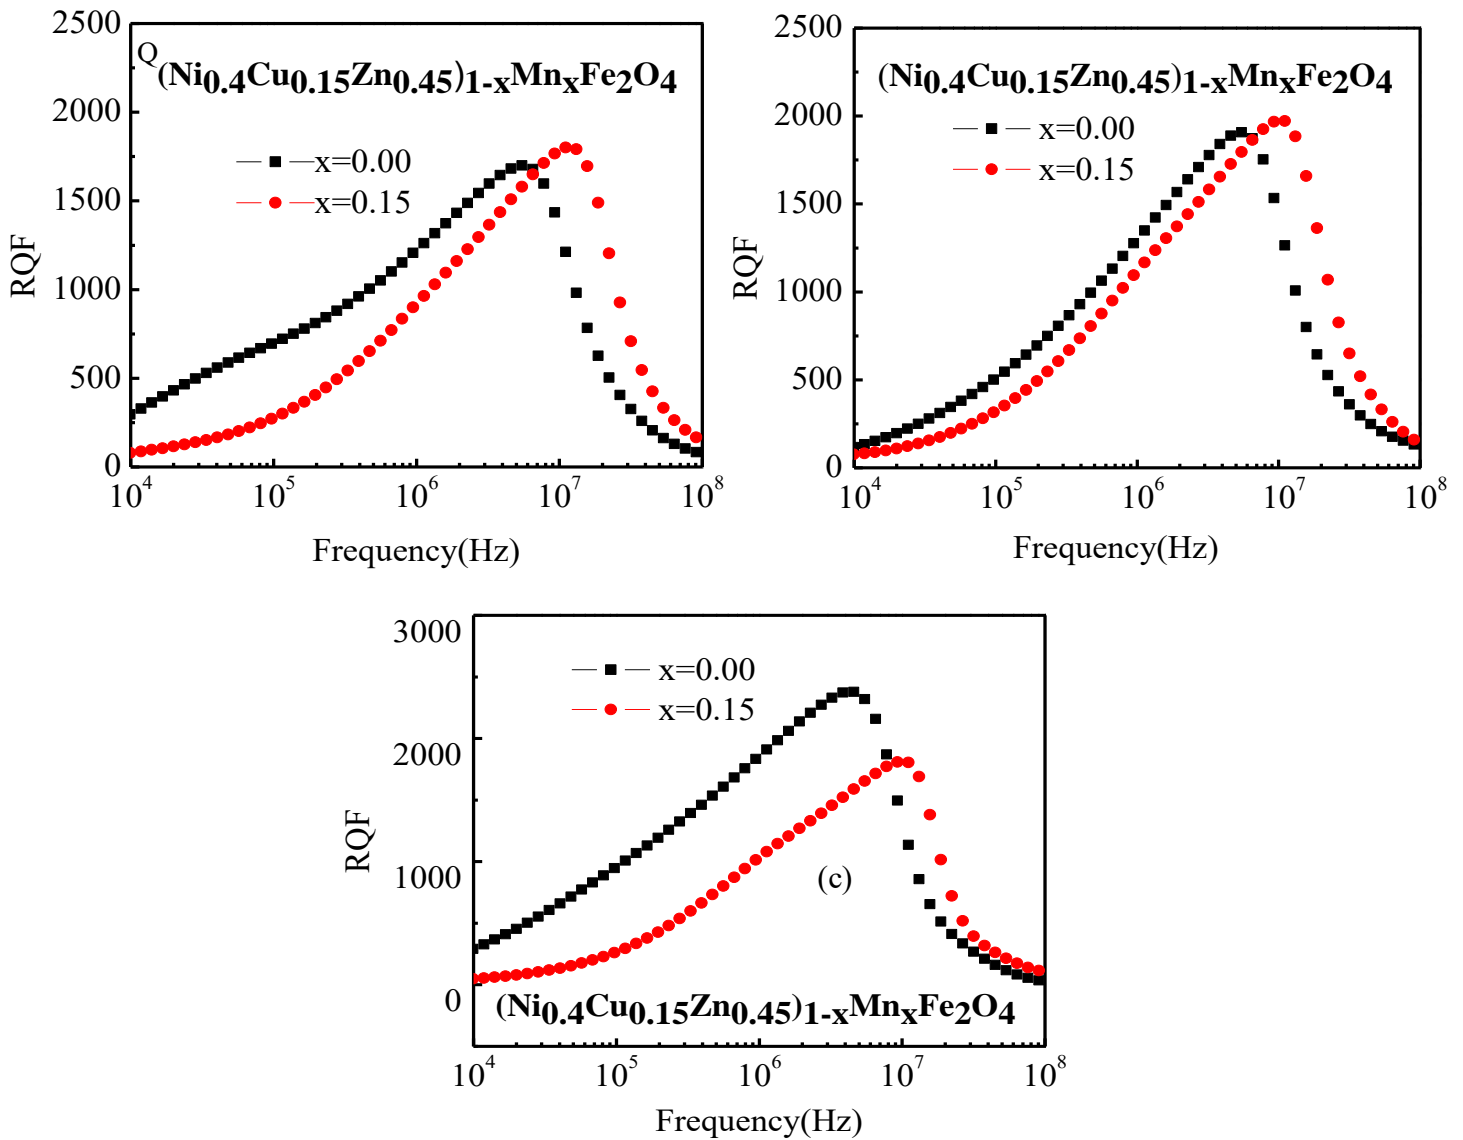 2500
Q
(Ni0.4Cu0.15Zn0.45)1-xMnxFe2O4
2000
x=0.00
1500
x=0.15
RQF
1000
500
0
10^4 10^5 10^6 10^7 10^8
Frequency(Hz)
2500
(Ni0.4Cu0.15Zn0.45)1-xMnxFe2O4
2000
x=0.00
x=0.15
1500
RQF
1000
500
0
10^4 10^5 10^6 10^7 10^8
Frequency(Hz)
3000
x=0.00
x=0.15
2000
RQF
1000
(c)
0
(Ni0.4Cu0.15Zn0.45)1-xMnxFe2O4
10^4 10^5 10^6 10^7 10^8
Frequency(Hz)